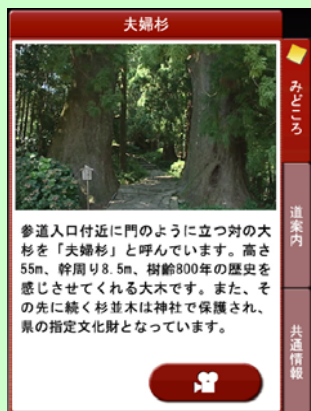 夫婦杉
参道入口付近に門のように立つ対の大
杉を「夫婦杉」と呼んでいます。高さ
55m、幹周り8.5m、樹齢800年の歴史を
感じさせてくれる大木です。また、そ
の先に続く杉並木は神社で保護され、
県の指定文化財となっています。
みどころ
道案内
共通情報